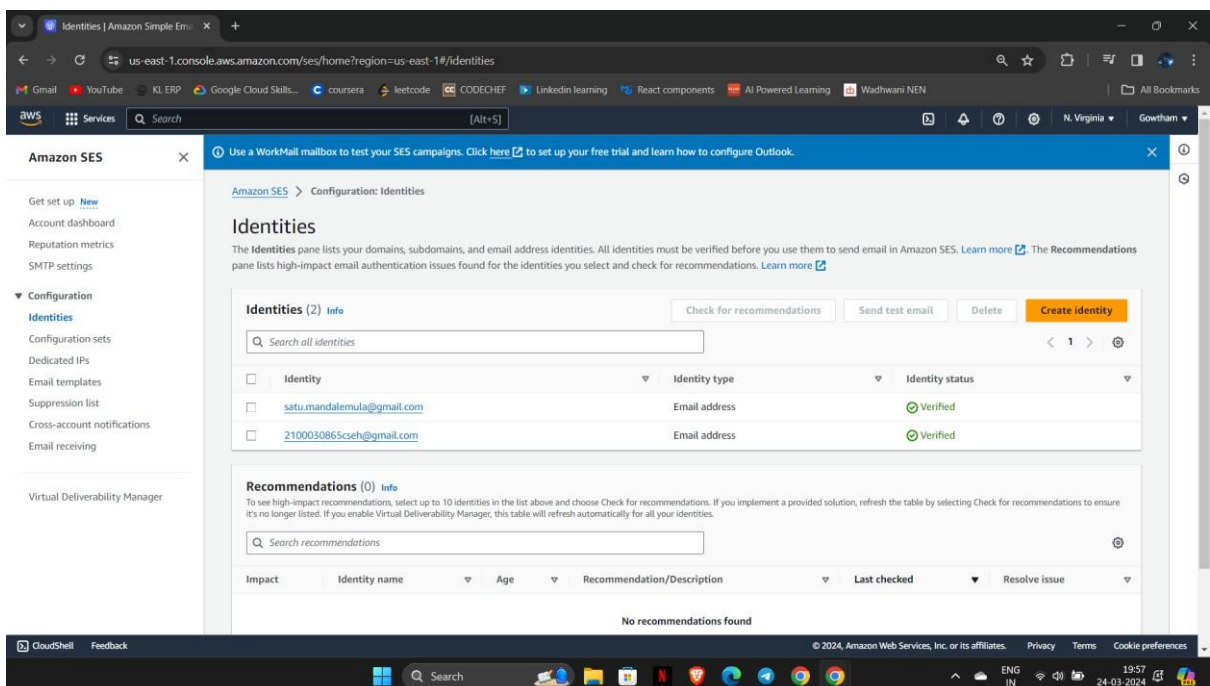 Identities | Amazon Simple Ema
us-east-1.console.aws.amazon.com/ses/home?region=us-east-1#/identities
Gmail YouTube KL ERP Google Cloud Skills... coursera leetcode CODECHEF Linkedin learning React components AI Powered Learning Wadhwani NEN All Bookmarks
aws Services Search [Alt+S] N. Virginia Gowtham
Amazon SES
Get set up New
Account dashboard
Reputation metrics
SMTP settings
Configuration
Identities
Configuration sets
Dedicated IPs
Email templates
Suppression list
Cross-account notifications
Email receiving
Virtual Deliverability Manager
Use a WorkMail mailbox to test your SES campaigns. Click here to set up your free trial and learn how to configure Outlook.
Amazon SES > Configuration: Identities
Identities
The Identities pane lists your domains, subdomains, and email address identities. All identities must be verified before you use them to send email in Amazon SES. Learn more. The Recommendations
pane lists high-impact email authentication issues found for the identities you select and check for recommendations. Learn more
Identities (2) Info Check for recommendations Send test email Delete Create identity
Search all identities < 1 >
Identity Identity type Identity status
satu.mandalemula@gmail.com Email address Verified
2100030865cseh@gmail.com Email address Verified
Recommendations (0) Info
To see high-impact recommendations, select up to 10 identities in the list above and choose Check for recommendations. If you implement a provided solution, refresh the table by selecting Check for recommendations to ensure
it's no longer listed. If you enable Virtual Deliverability Manager, this table will refresh automatically for all your identities.
Search recommendations
Impact Identity name Age Recommendation/Description Last checked Resolve issue
No recommendations found
CloudShell Feedback © 2024, Amazon Web Services, Inc. or its affiliates. Privacy Terms Cookie preferences
Search ENG 19:57
IN 24-03-2024